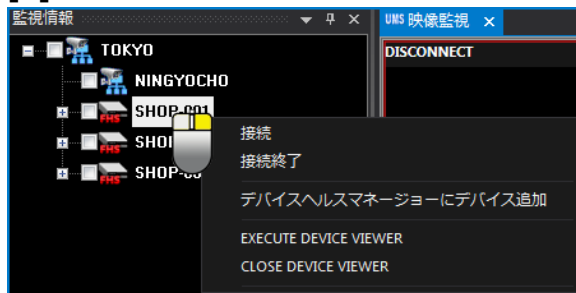 監視情報
UMS 映像監視
TOKYO
DISCONNECT
NINGYOCHO
SHOP-001
FHS
接続
FHS
接続終了
FHS
デバイスヘルスマネージョーにデバイス追加
EXECUTE DEVICE VIEWER
CLOSE DEVICE VIEWER